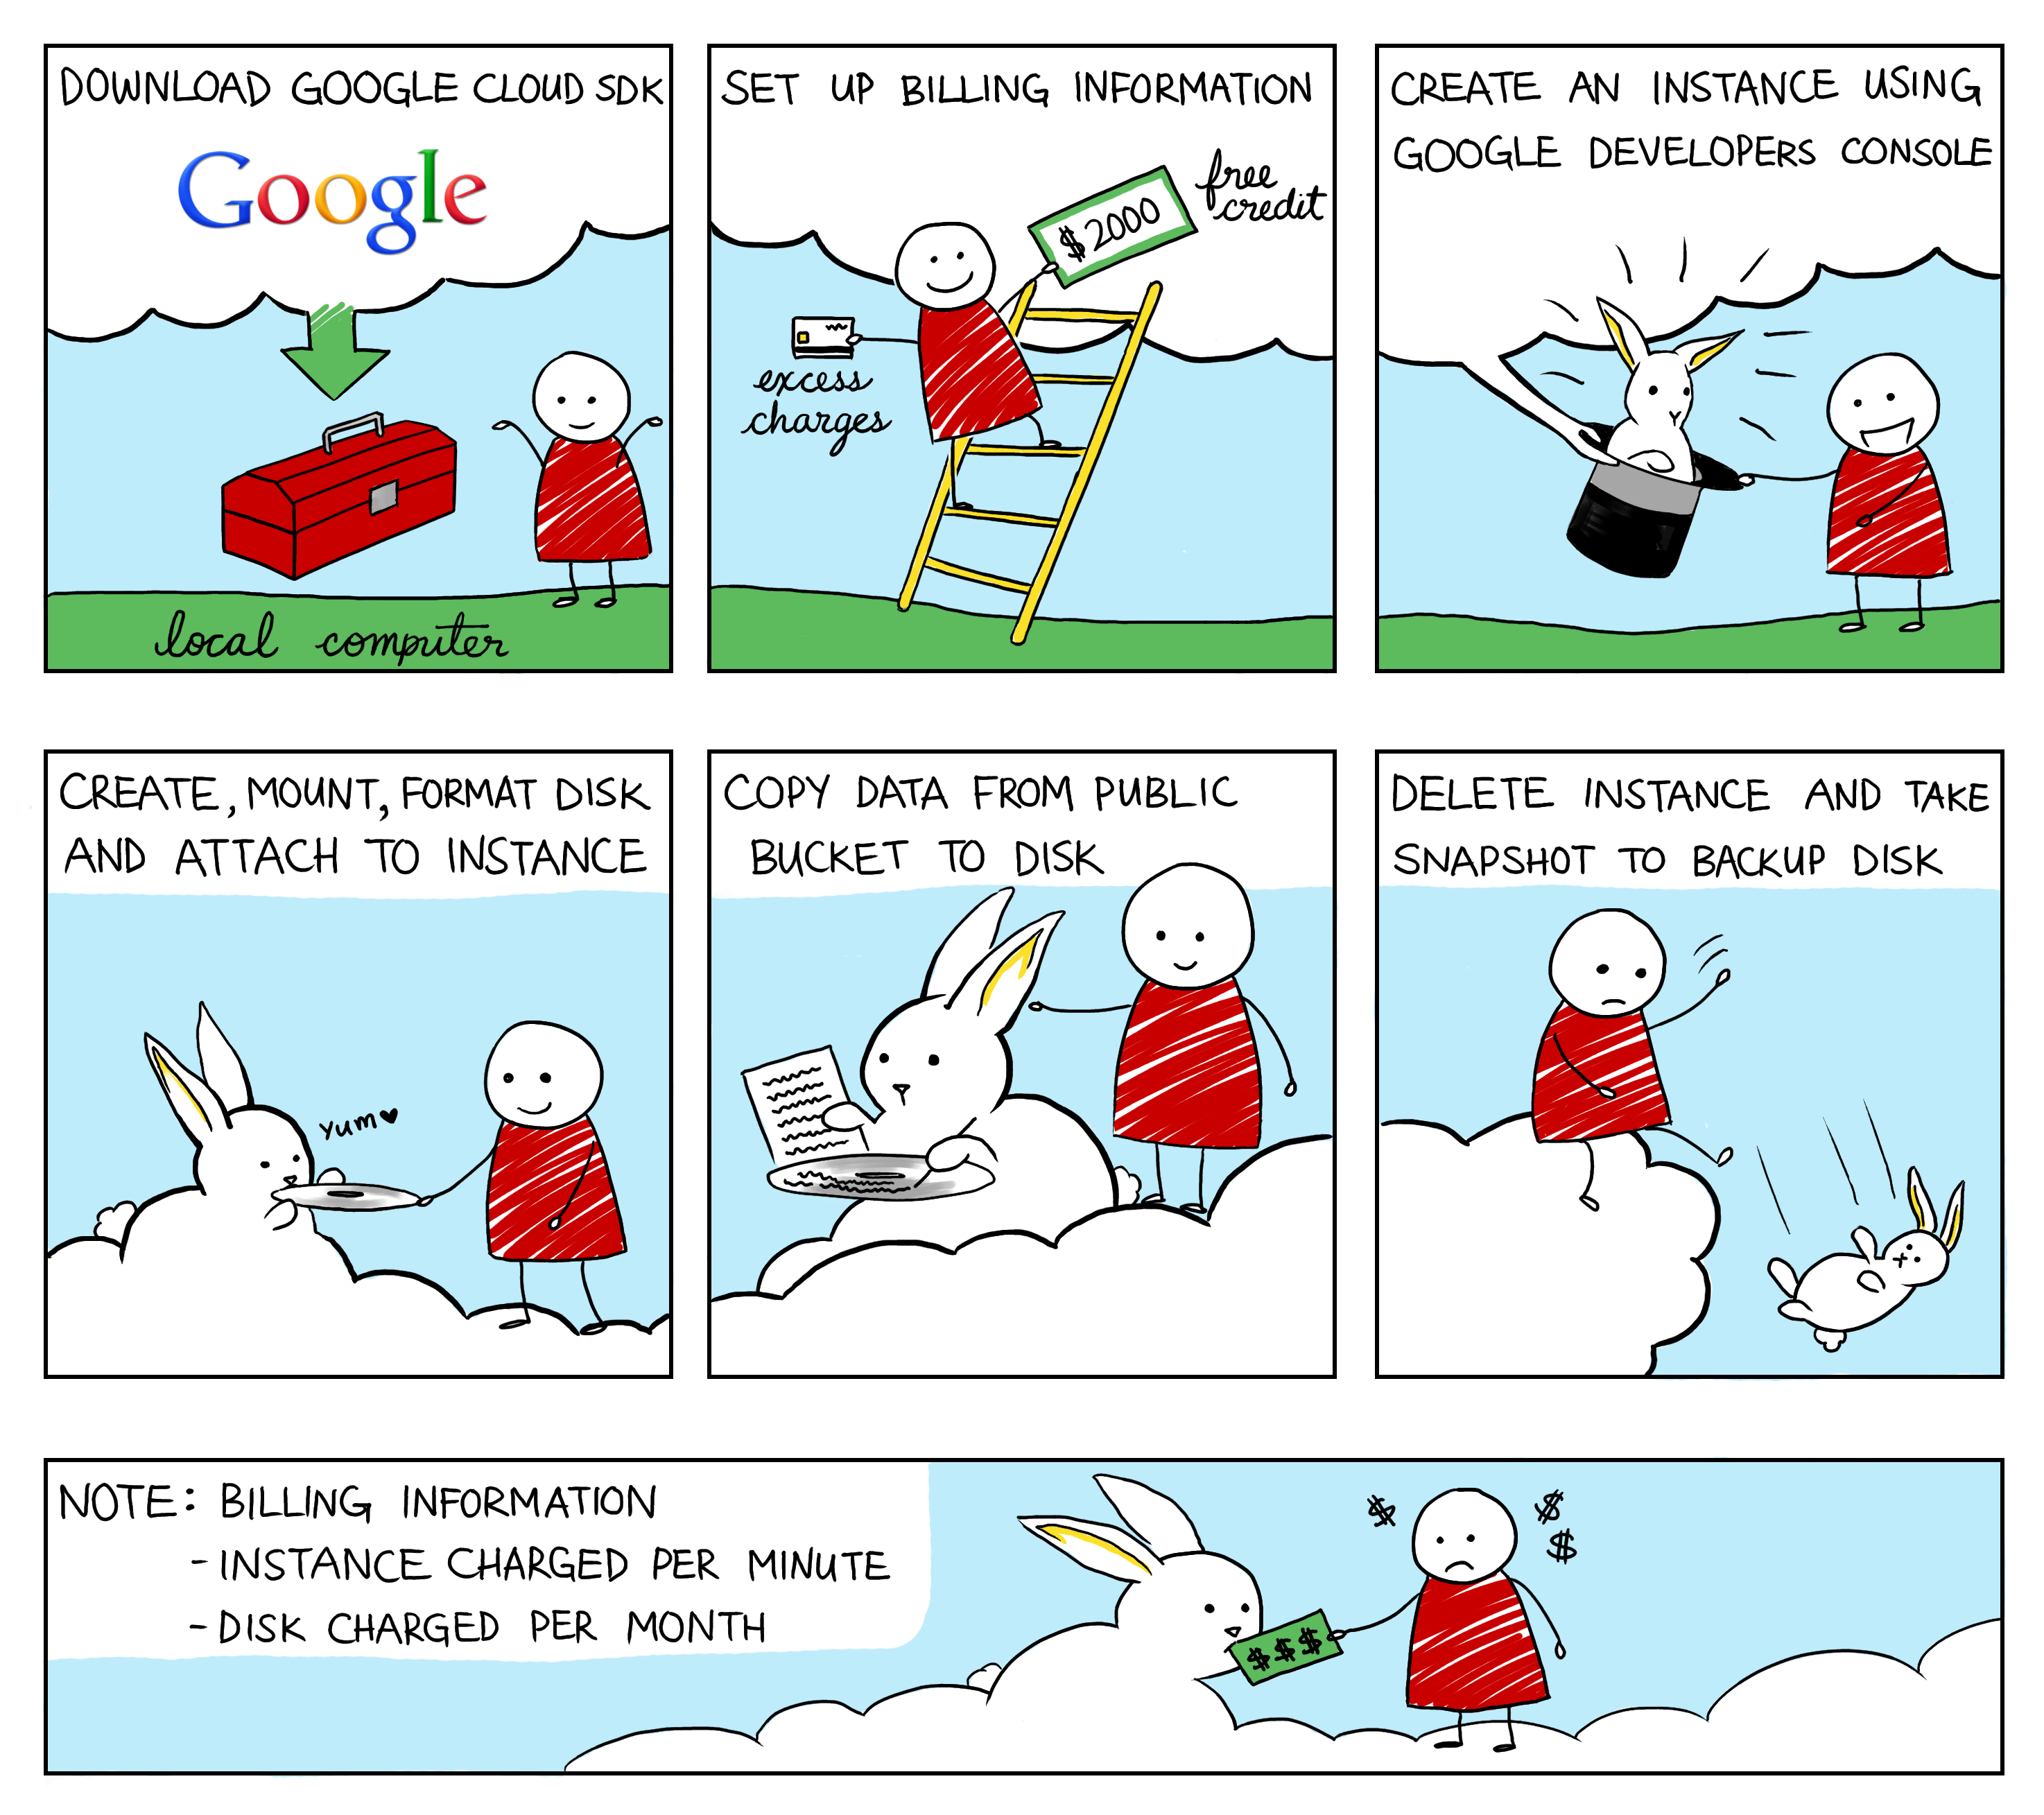 DOWNLOAD GOOGLE CLOUD SDK
Google
local computer
SET UP BILLING INFORMATION
$2000
free
credit
excess
charges
CREATE AN INSTANCE USING
GOOGLE DEVELOPERS CONSOLE
CREATE, MOUNT, FORMAT DISK
AND ATTACH TO INSTANCE
YUM♥
COPY DATA FROM PUBLIC
BUCKET TO DISK
DELETE INSTANCE AND TAKE
SNAPSHOT TO BACKUP DISK
NOTE: BILLING INFORMATION
- INSTANCE CHARGED PER MINUTE
- DISK CHARGED PER MONTH
$ $ $
$$$